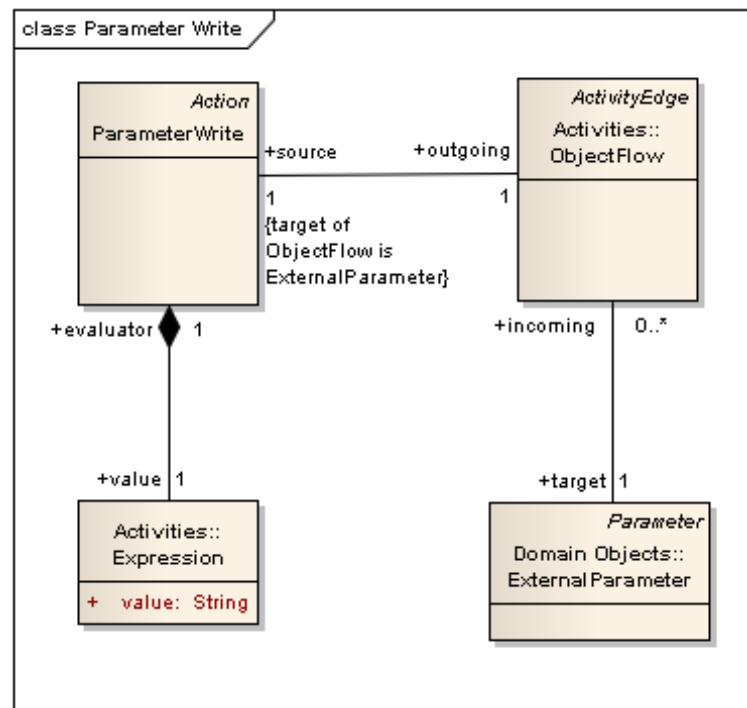 class Parameter Write
Action
ParameterWrite
ActivityEdge
Activities::
ObjectFlow
+source
+outgoing
1
1
{target of
ObjectFlow is
ExternalParameter}
+evaluator
1
+incoming
0..*
+value
1
+target
1
Activities::
Expression
+ value: String
Parameter
Domain Objects::
ExternalParameter